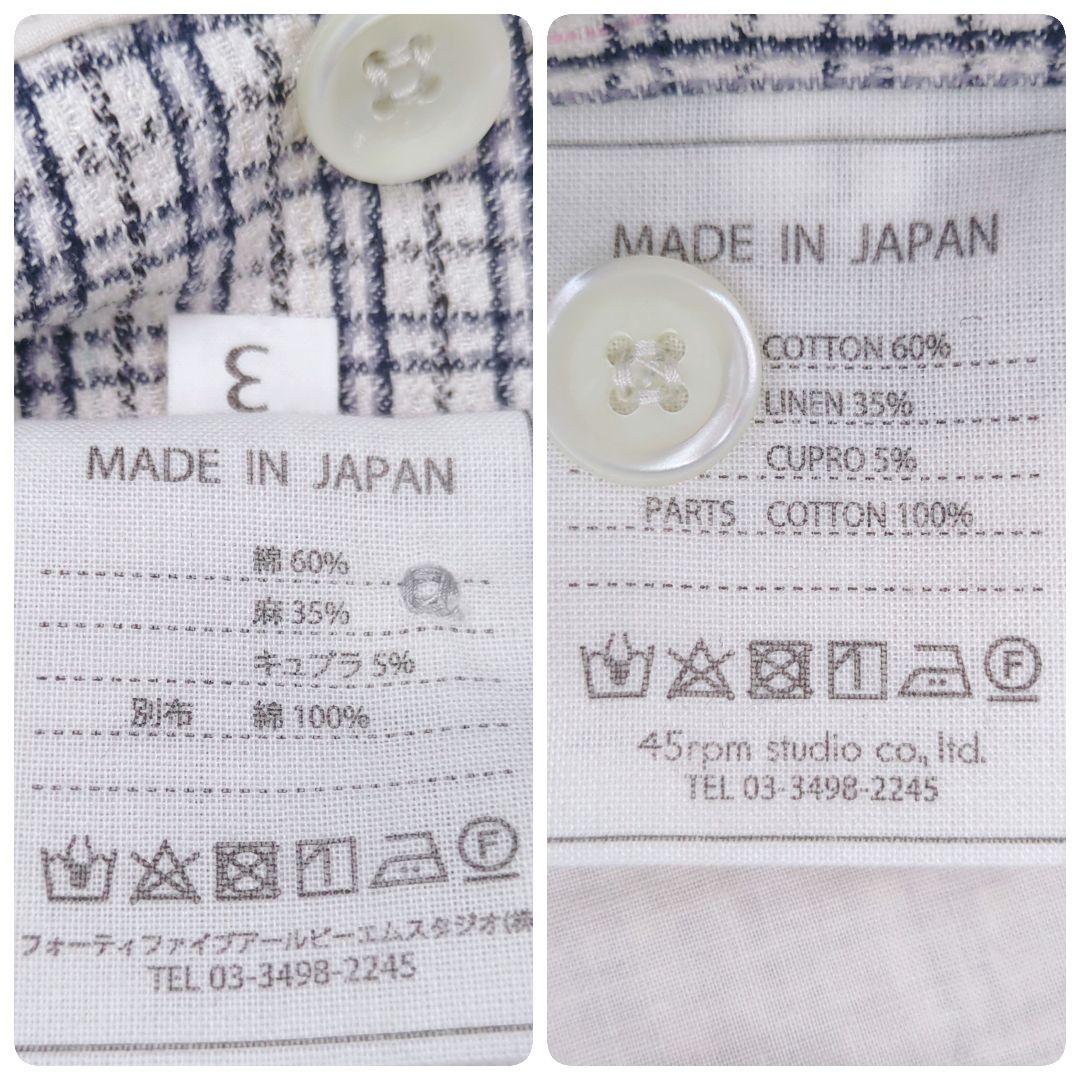 3
MADE IN JAPAN
綿 60%
麻 35%
キュプラ 5%
別布 綿 100%
F
フォーティファイブアールピーエムスタジオ(株
TEL 03-3498-2245
MADE IN JAPAN
COTTON 60%
LINEN 35%
CUPRO 5%
PARTS COTTON 100%
F
45rpm studio co., ltd.
TEL 03-3498-2245